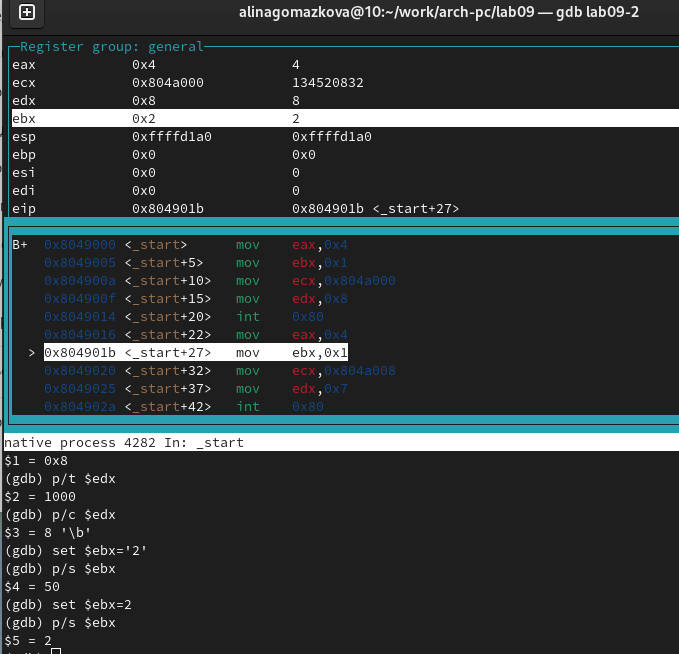 alinagomazkova@10:~/work/arch-pc/lab09 — gdb lab09-2
Register group: general
eax 0x4 4
ecx 0x804a000 134520832
edx 0x8 8
ebx 0x2 2
esp 0xffffd1a0 0xffffd1a0
ebp 0x0 0x0
esi 0x0 0
edi 0x0 0
eip 0x804901b 0x804901b <_start+27>
B+ 0x8049000 <_start> mov eax,0x4
0x8049005 <_start+5> mov ebx,0x1
0x804900a <_start+10> mov ecx,0x804a000
0x804900f <_start+15> mov edx,0x8
0x8049014 <_start+20> int 0x80
0x8049016 <_start+22> mov eax,0x4
> 0x804901b <_start+27> mov ebx,0x1
0x8049020 <_start+32> mov ecx,0x804a008
0x8049025 <_start+37> mov edx,0x7
0x804902a <_start+42> int 0x80
native process 4282 In: _start
$1 = 0x8
(gdb) p/t $edx
$2 = 1000
(gdb) p/c $edx
$3 = 8 '\b'
(gdb) set $ebx='2'
(gdb) p/s $ebx
$4 = 50
(gdb) set $ebx=2
(gdb) p/s $ebx
$5 = 2